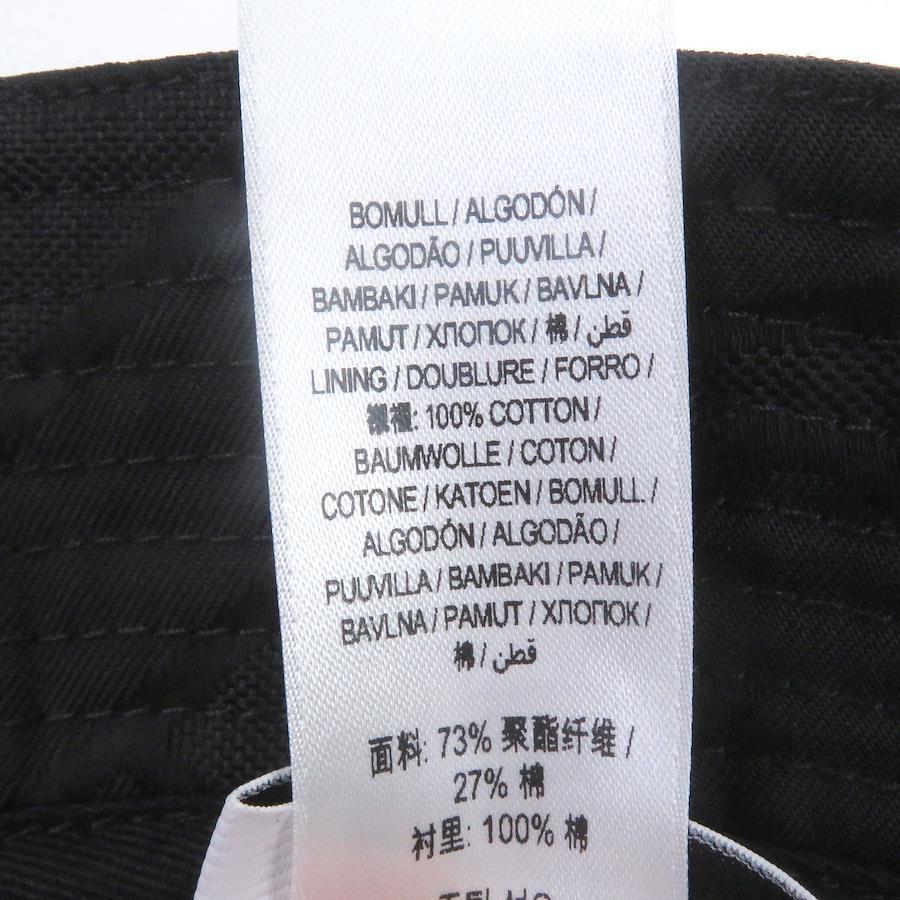 BOMULL / ALGODÓN /
ALGODÃO / PUUVILLA /
BAMBAKI / PAMUK / BAVLNA /
PAMUT / ХЛОПОК / 棉 / قطن
LINING / DOUBLURE / FORRO /
襯裡: 100% COTTON /
BAUMWOLLE / COTON /
COTONE / KATOEN / BOMULL /
ALGODÓN / ALGODÃO /
PUUVILLA / BAMBAKI / PAMUK /
BAVLNA / PAMUT / ХЛОПОК /
棉 / قطن
面料: 73% 聚酯纤维 /
27% 棉
衬里: 100% 棉